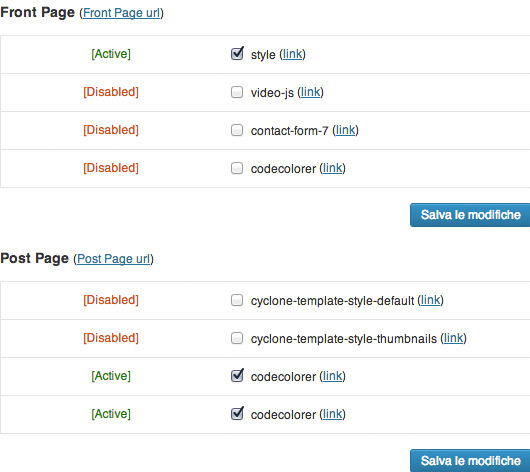 Front Page (Front Page url)
[Active] style (link)
[Disabled] video-js (link)
[Disabled] contact-form-7 (link)
[Disabled] codecolorer (link)
Salva le modifiche
Post Page (Post Page url)
[Disabled] cyclone-template-style-default (link)
[Disabled] cyclone-template-style-thumbnails (link)
[Active] codecolorer (link)
[Active] codecolorer (link)
Salva le modifiche